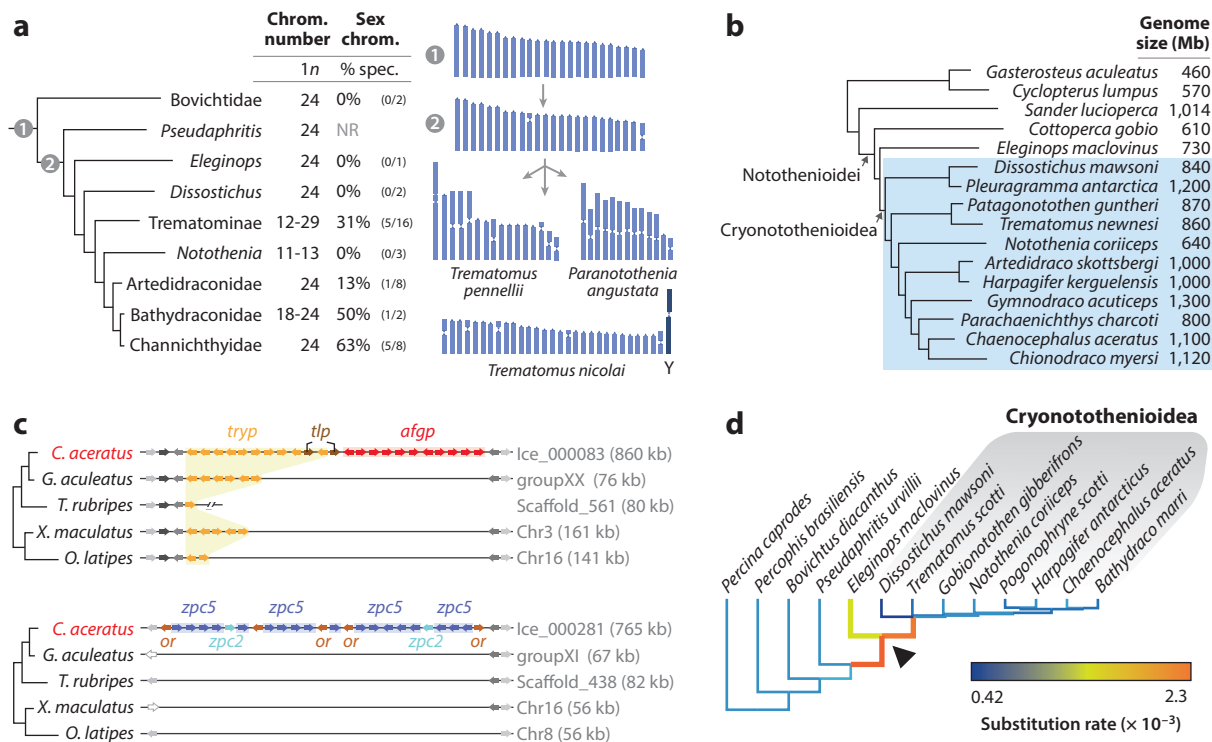 a
Chrom. number
Sex chrom.
1n
% spec.
Bovichtidae 24 0% (0/2)
Pseudaphritis 24 NR
Eleginops 24 0% (0/1)
Dissostichus 24 0% (0/2)
Trematominae 12-29 31% (5/16)
Notothenia 11-13 0% (0/3)
Artedidraconidae 24 13% (1/8)
Bathydraconidae 18-24 50% (1/2)
Channichthyidae 24 63% (5/8)
1
2
1
2
Trematomus pennellii
Paranotothenia angustata
Trematomus nicolai
Y
b
Genome size (Mb)
Gasterosteus aculeatus 460
Cyclopterus lumpus 570
Sander lucioperca 1,014
Cottoperca gobio 610
Eleginops maclovinus 730
Dissostichus mawsoni 840
Pleuragramma antarctica 1,200
Patagonotothen guntheri 870
Trematomus newnesi 860
Notothenia coriiceps 640
Artedidraco skottsbergi 1,000
Harpagifer kerguelensis 1,000
Gymnodraco acuticeps 1,300
Parachaenichthys charcoti 800
Chaenocephalus aceratus 1,100
Chionodraco myersi 1,120
Notothenioidei
Cryonotothenioidea
c
tryp tlp afgp
C. aceratus Ice_000083 (860 kb)
G. aculeatus groupXX (76 kb)
T. rubripes Scaffold_561 (80 kb)
X. maculatus Chr3 (161 kb)
O. latipes Chr16 (141 kb)
zpc5 zpc5 zpc5 zpc5
C. aceratus Ice_000281 (765 kb)
or zpc2 or or zpc2 or
G. aculeatus groupXI (67 kb)
T. rubripes Scaffold_438 (82 kb)
X. maculatus Chr16 (56 kb)
O. latipes Chr8 (56 kb)
d
Cryonotothenioidea
Percina caprodes
Percophis brasiliensis
Bovichtus diacanthus
Pseudaphritis urvillii
Eleginops maclovinus
Dissostichus mawsoni
Trematomus scotti
Gobionotothen gibberifrons
Notothenia coriiceps
Pogonophryne scotti
Harpagifer antarcticus
Chaenocephalus aceratus
Bathydraco marri
0.42 2.3
Substitution rate (× 10⁻³)